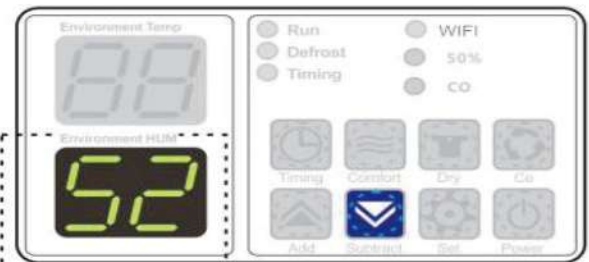 Environment Temp
88
Environment HUM
52
Run
Defrost
Timing
WIFI
50%
CO
Timing Comfort Dry Co
Add Subtract Set Power